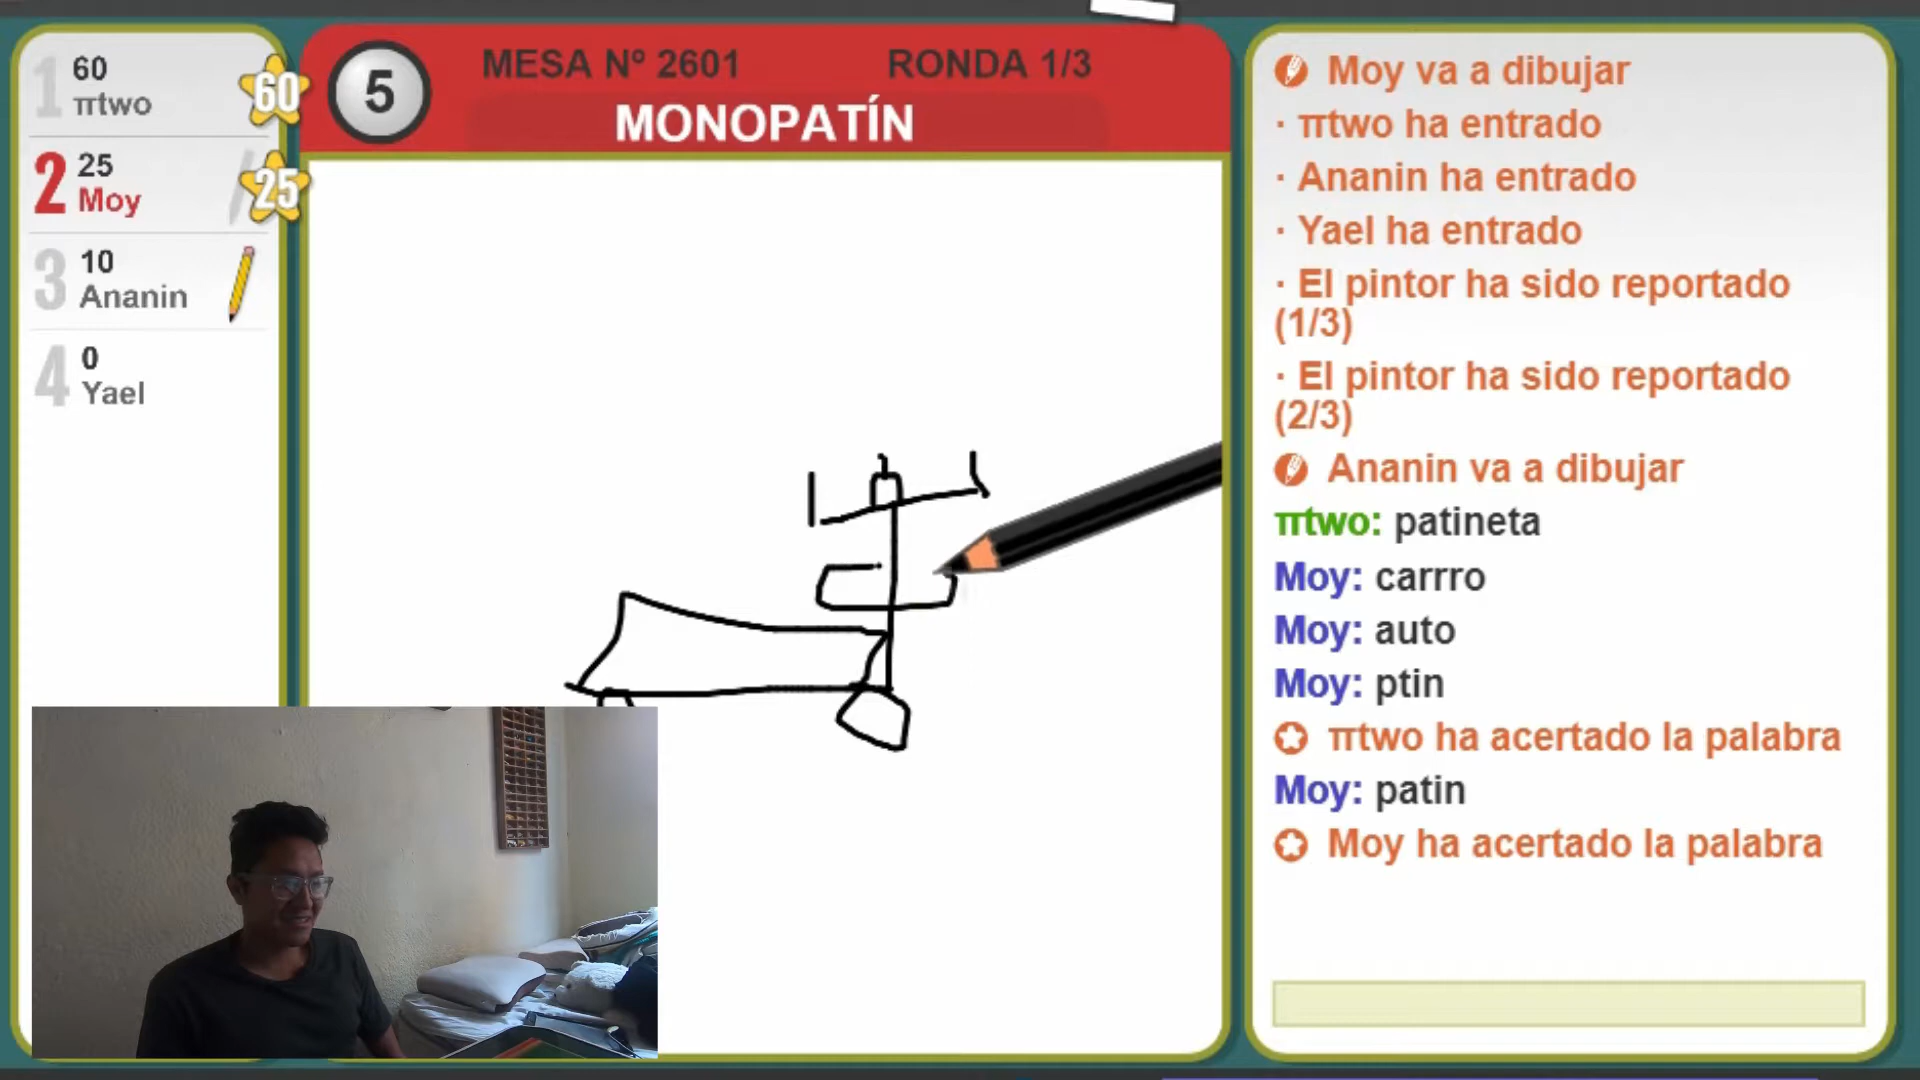 1 60 πtwo 60
2 25 Moy 25
3 10 Ananin
4 0 Yael
5
MESA Nº 2601 RONDA 1/3
MONOPATÍN
Moy va a dibujar
· πtwo ha entrado
· Ananin ha entrado
· Yael ha entrado
· El pintor ha sido reportado
(1/3)
· El pintor ha sido reportado
(2/3)
Ananin va a dibujar
πtwo: patineta
Moy: carrro
Moy: auto
Moy: ptin
πtwo ha acertado la palabra
Moy: patin
Moy ha acertado la palabra